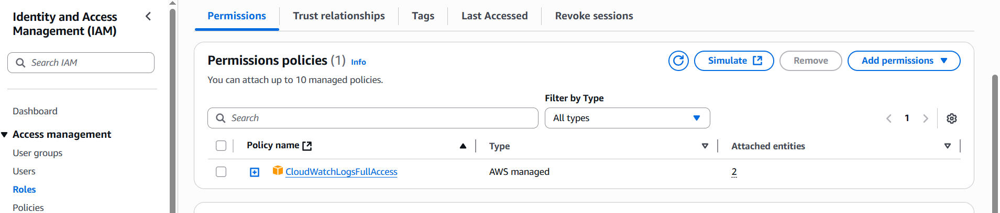 Identity and Access
Management (IAM)
Search IAM
Dashboard
Access management
User groups
Users
Roles
Policies
Permissions
Trust relationships
Tags
Last Accessed
Revoke sessions
Permissions policies (1) Info
You can attach up to 10 managed policies.
Simulate
Remove
Add permissions
Filter by Type
Search
All types
1
Policy name
Type
Attached entities
CloudWatchLogsFullAccess
AWS managed
2